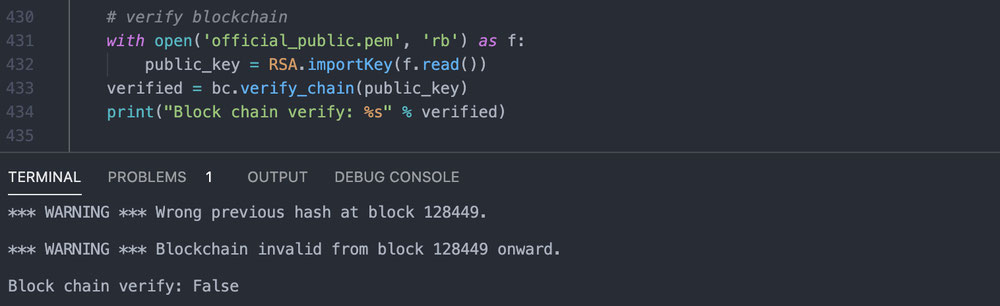 430 # verify blockchain
431 with open('official_public.pem', 'rb') as f:
432 public_key = RSA.importKey(f.read())
433 verified = bc.verify_chain(public_key)
434 print("Block chain verify: %s" % verified)
435
TERMINAL PROBLEMS 1 OUTPUT DEBUG CONSOLE
*** WARNING *** Wrong previous hash at block 128449.
*** WARNING *** Blockchain invalid from block 128449 onward.
Block chain verify: False